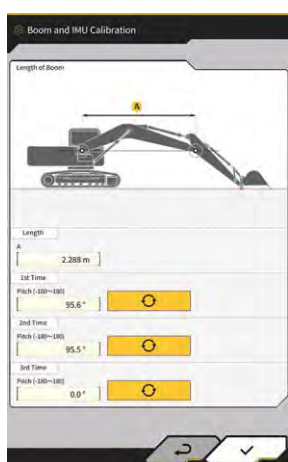 Boom and IMU Calibration
Length of Boom
A
Length
A
[ 2.288 m ]
1st Time
Pitch (-180~180)
[ 95.6 ° ]
2nd Time
Pitch (-180~180)
[ 95.5 ° ]
3rd Time
Pitch (-180~180)
[ 0.0 ° ]